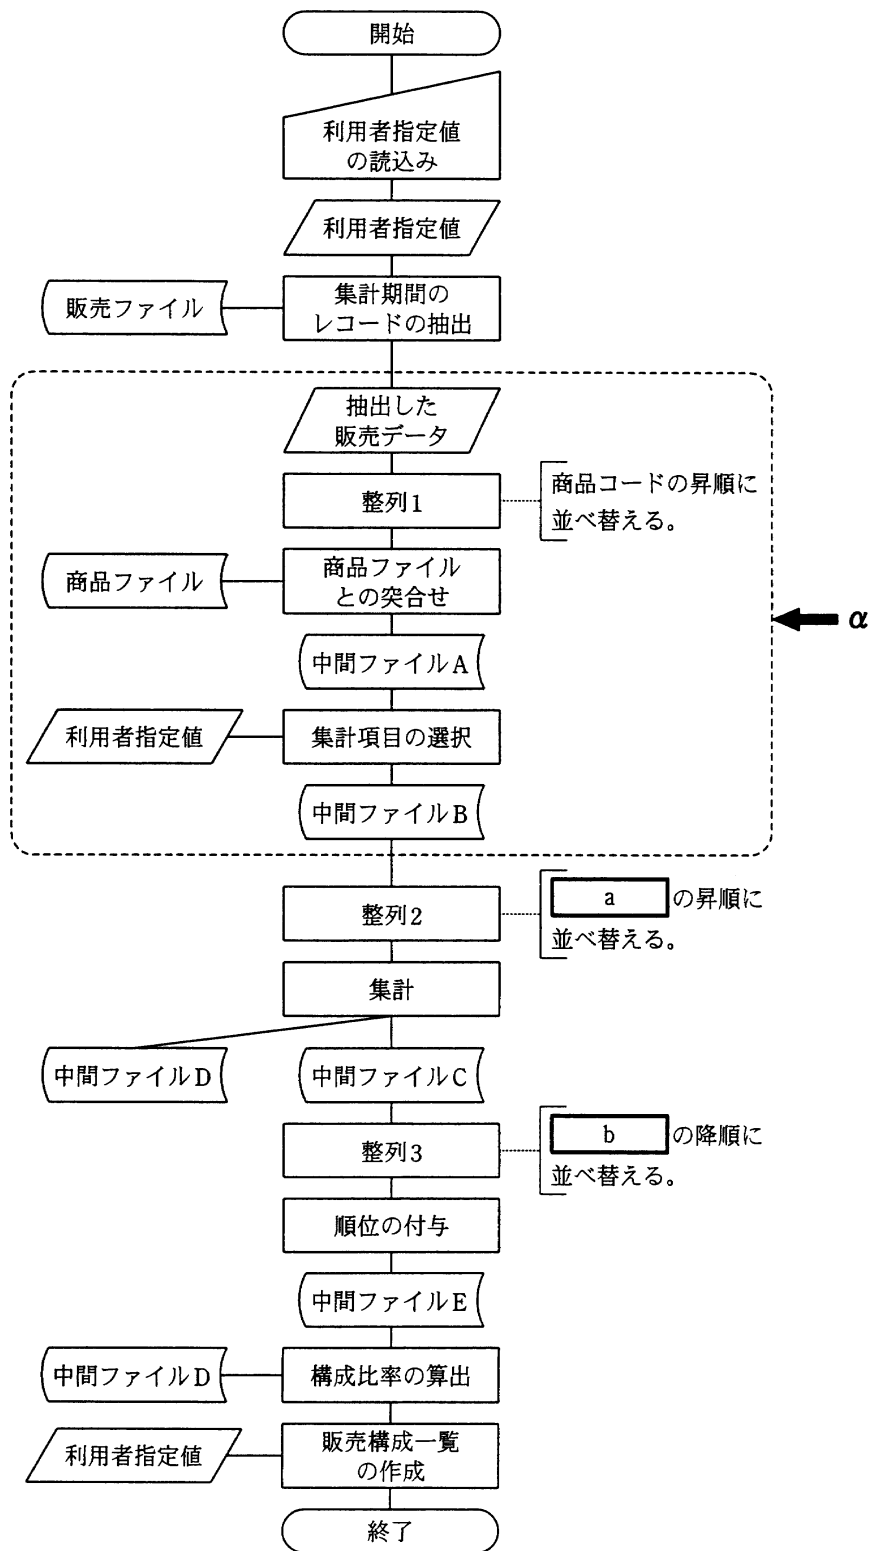 開始
利用者指定値
の読込み
利用者指定値
販売ファイル
集計期間の
レコードの抽出
抽出した
販売データ
整列1
商品コードの昇順に
並べ替える。
商品ファイル
商品ファイル
との突合せ
α
中間ファイルA
利用者指定値
集計項目の選択
中間ファイルB
整列2
a の昇順に
並べ替える。
集計
中間ファイルD
中間ファイルC
整列3
b の降順に
並べ替える。
順位の付与
中間ファイルE
中間ファイルD
構成比率の算出
利用者指定値
販売構成一覧
の作成
終了